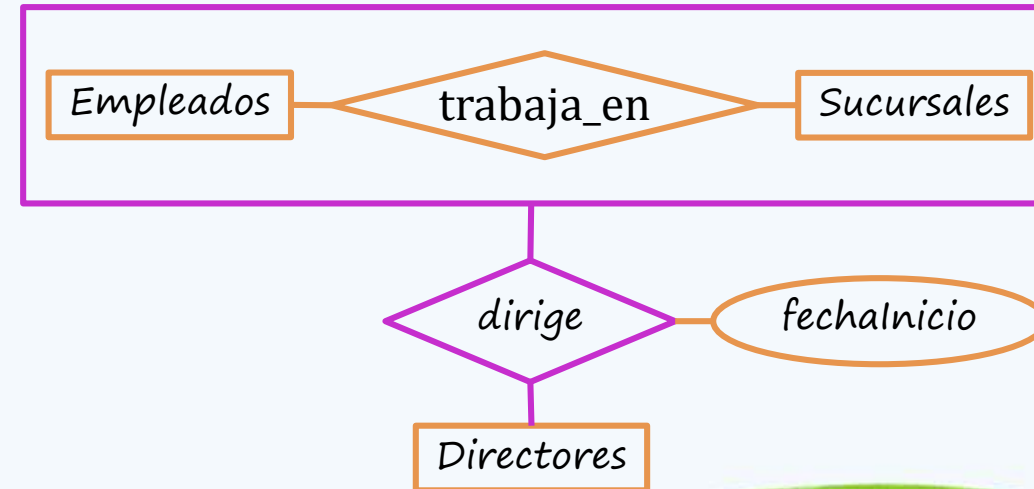 Empleados
trabaja_en
Sucursales
dirige
fechaInicio
Directores